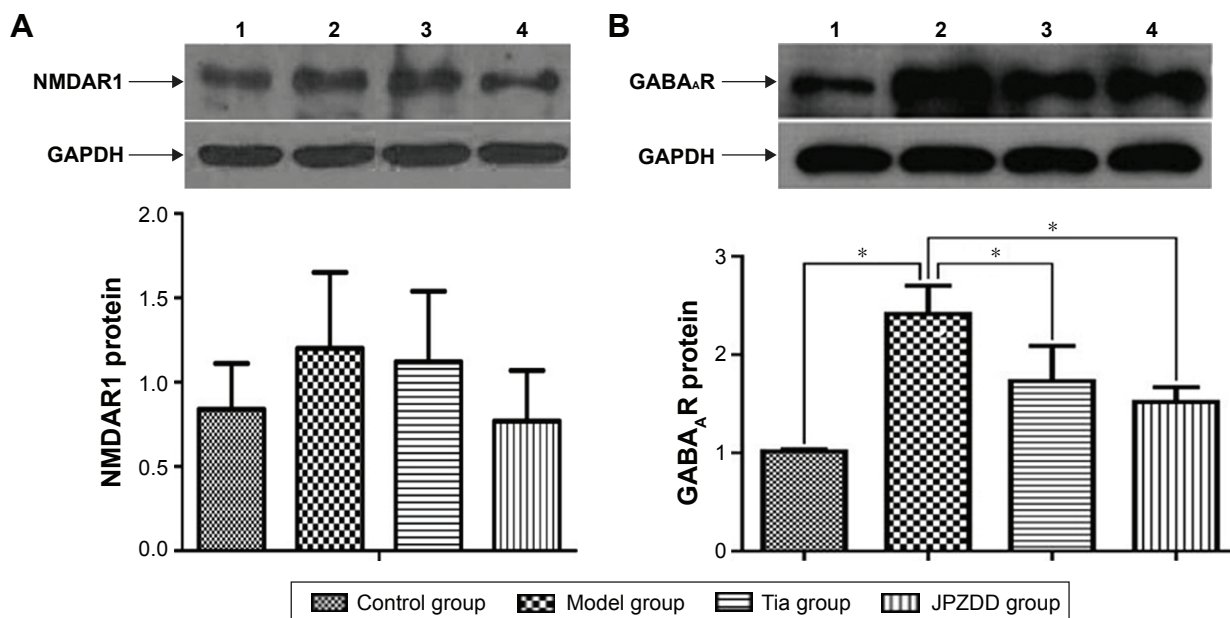 A
1 2 3 4
NMDAR1
GAPDH
2.0
1.5
1.0
0.5
0.0
NMDAR1 protein
B
1 2 3 4
GABAAR
GAPDH
* * *
3
2
1
0
GABAAR protein
Control group Model group Tia group JPZDD group